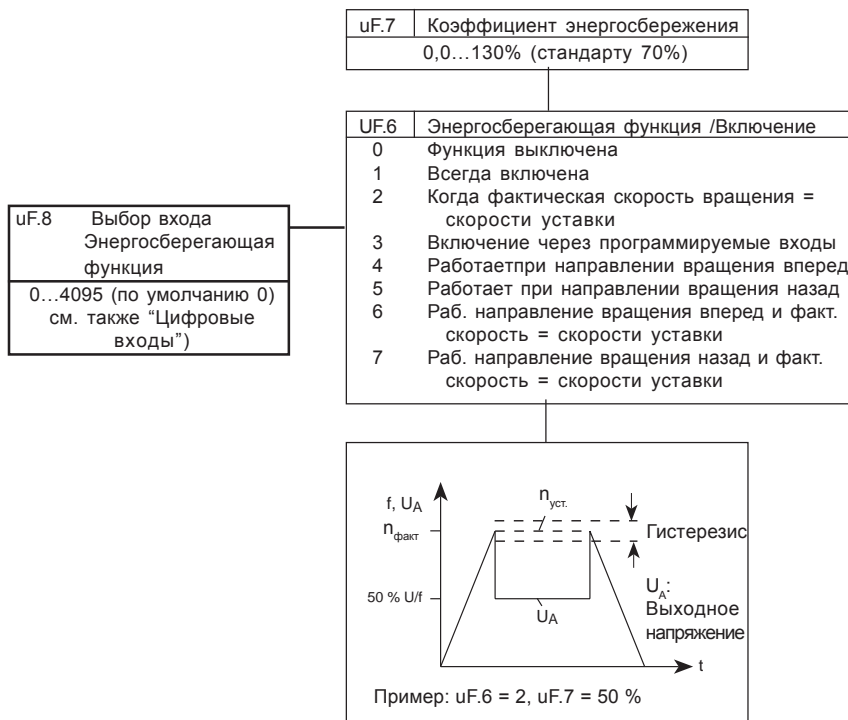 uF.7 Коэффициент энергосбережения
0,0...130% (стандарту 70%)
UF.6 Энергосберегающая функция /Включение
0 Функция выключена
1 Всегда включена
2 Когда фактическая скорость вращения =
скорости уставки
3 Включение через программируемые входы
4 Работаетпри направлении вращения вперед
5 Работает при направлении вращения назад
6 Раб. направление вращения вперед и факт.
скорость = скорости уставки
7 Раб. направление вращения назад и факт.
скорость = скорости уставки
uF.8 Выбор входа
Энергосберегающая
функция
0...4095 (по умолчанию 0)
см. также “Цифровые
входы”)
f, UA
nуст.
nфакт
Гистерезис
50 % U/f
UA
UA:
Выходное
напряжение
t
Пример: uF.6 = 2, uF.7 = 50 %